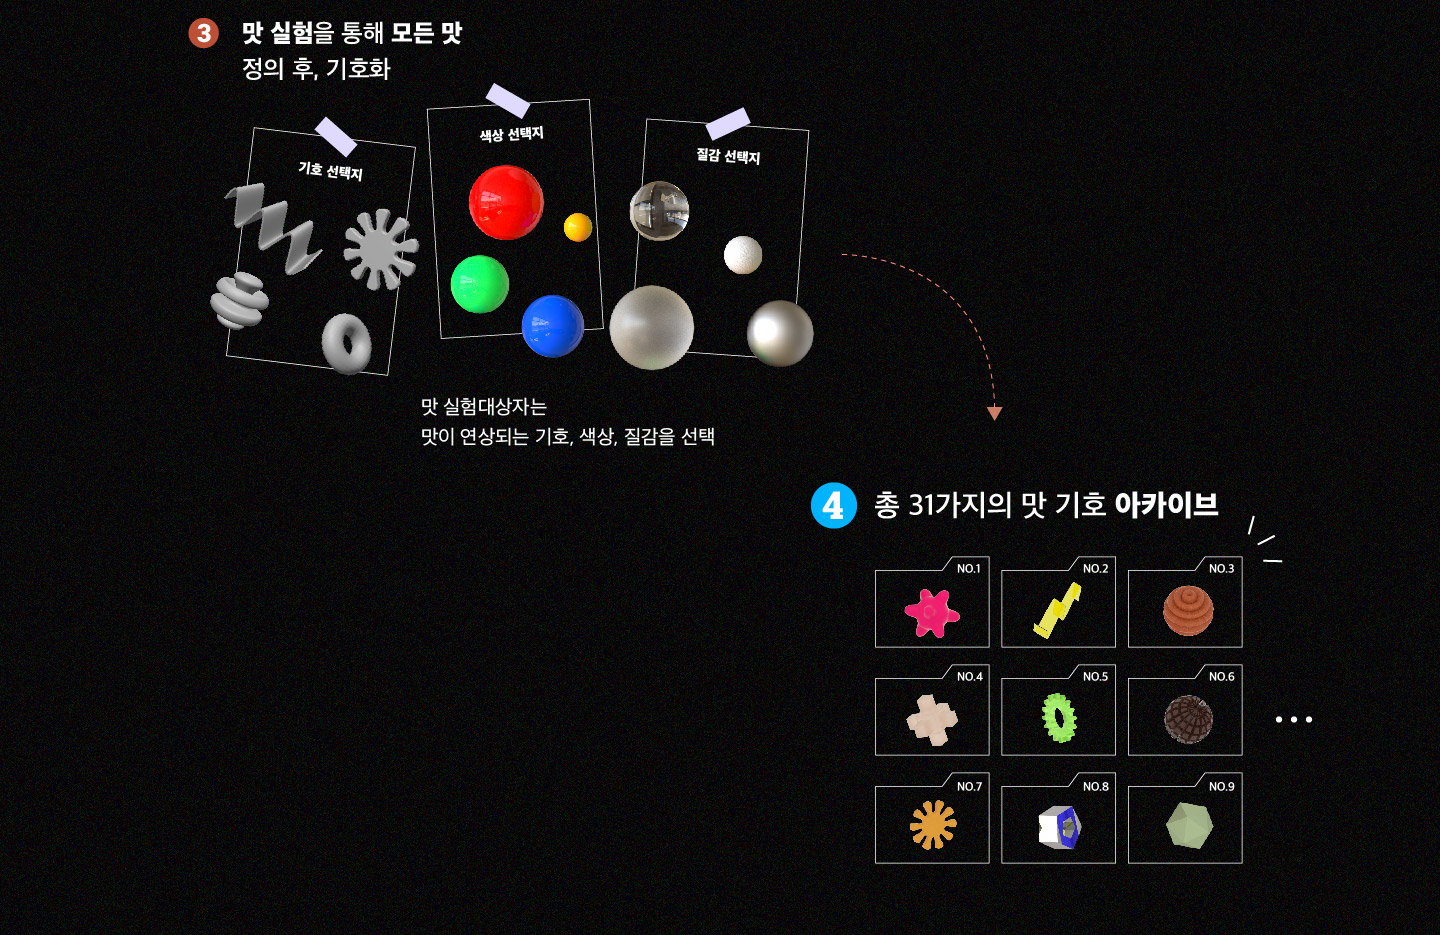 3
맛 실험을 통해 모든 맛
정의 후, 기호화
기호 선택지
색상 선택지
질감 선택지
맛 실험대상자는
맛이 연상되는 기호, 색상, 질감을 선택
4
총 31가지의 맛 기호 아카이브
NO.1
NO.2
NO.3
NO.4
NO.5
NO.6
NO.7
NO.8
NO.9